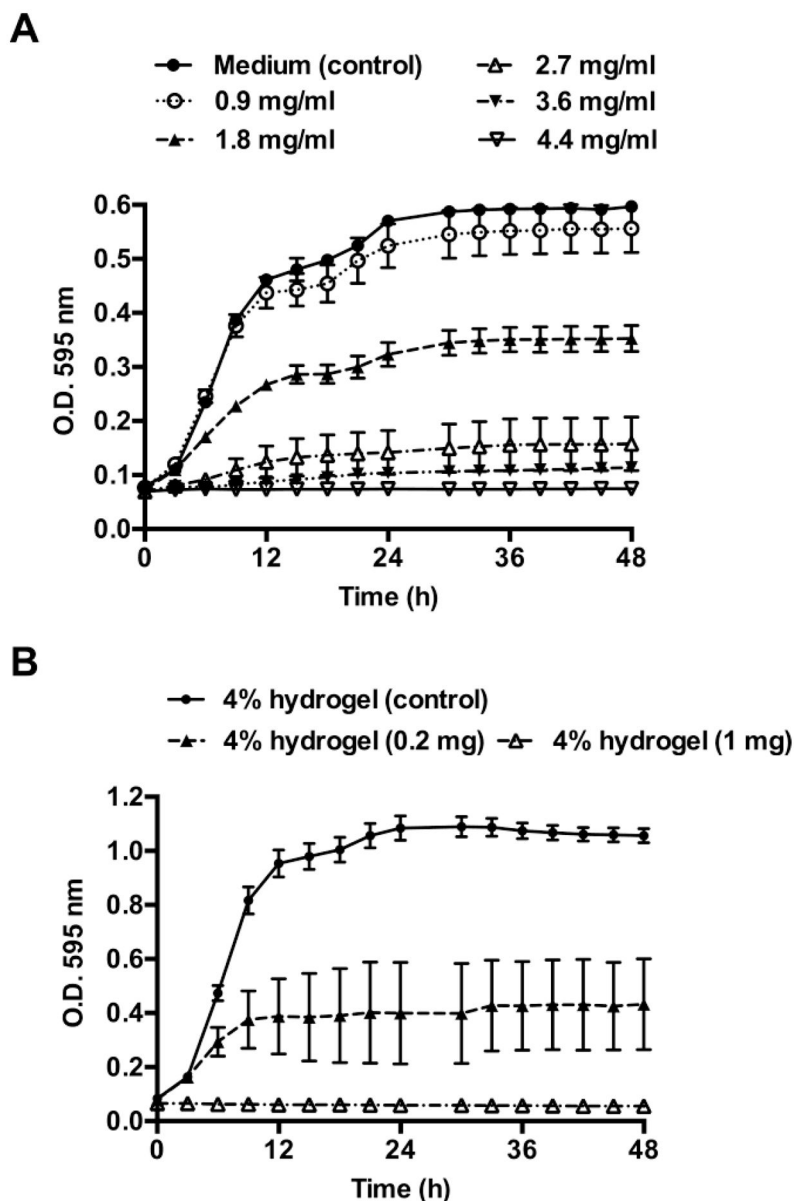 A
Medium (control) 2.7 mg/ml
0.9 mg/ml 3.6 mg/ml
1.8 mg/ml 4.4 mg/ml
0.6
0.5
0.4
0.3
0.2
0.1
0.0
O.D. 595 nm
0 12 24 36 48
Time (h)
B
4% hydrogel (control)
4% hydrogel (0.2 mg) 4% hydrogel (1 mg)
1.2
1.0
0.8
0.6
0.4
0.2
0.0
O.D. 595 nm
0 12 24 36 48
Time (h)